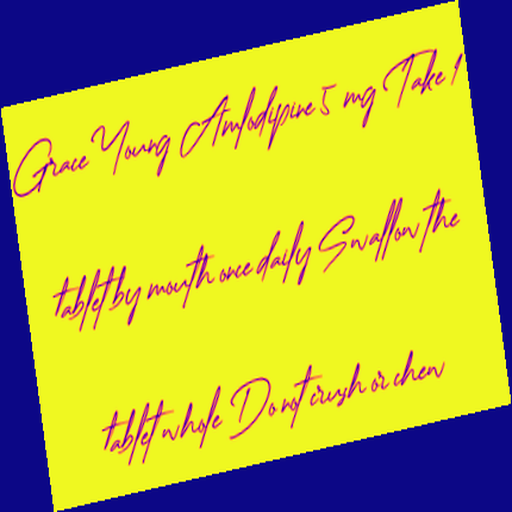 Grace Young Amlodipine 5 mg Take 1
tablet by mouth once daily Swallow the
tablet whole Do not crush or chew